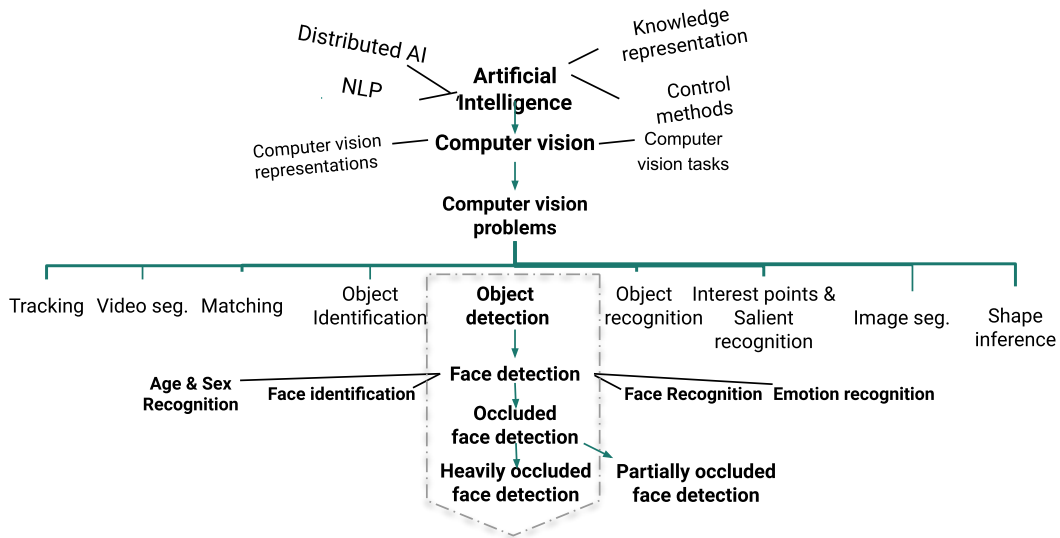 Distributed AI
Knowledge
representation
Artificial
Intelligence
NLP
Control
methods
Computer vision
representations
Computer vision
Computer
vision tasks
Computer vision
problems
Tracking
Video seg.
Matching
Object
Identification
Object
detection
Object
recognition
Interest points &
Salient
recognition
Image seg.
Shape
inference
Age & Sex
Recognition
Face identification
Face detection
Face Recognition
Emotion recognition
Occluded
face detection
Heavily occluded
face detection
Partially occluded
face detection